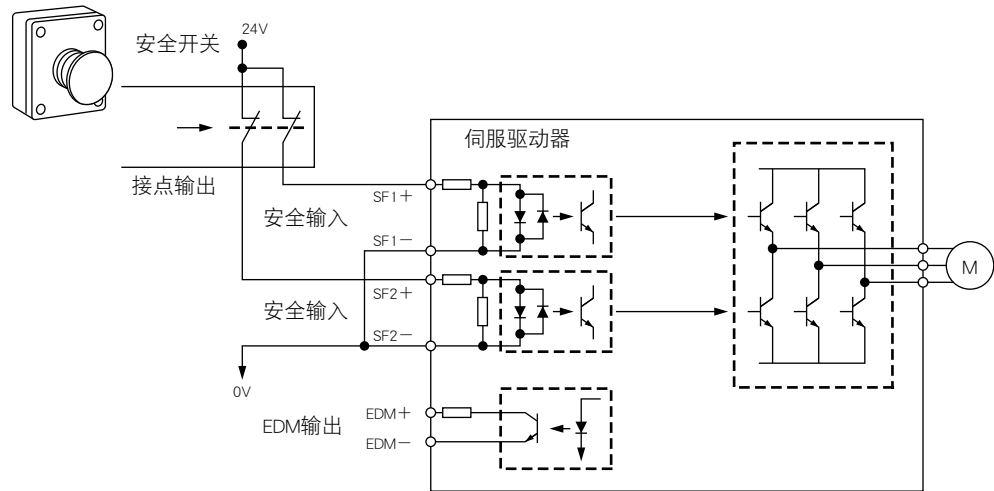 安全开关
24V
接点输出
伺服驱动器
SF1+
安全输入
SF1-
SF2+
安全输入
SF2-
0V
EDM+
EDM输出
EDM-
M